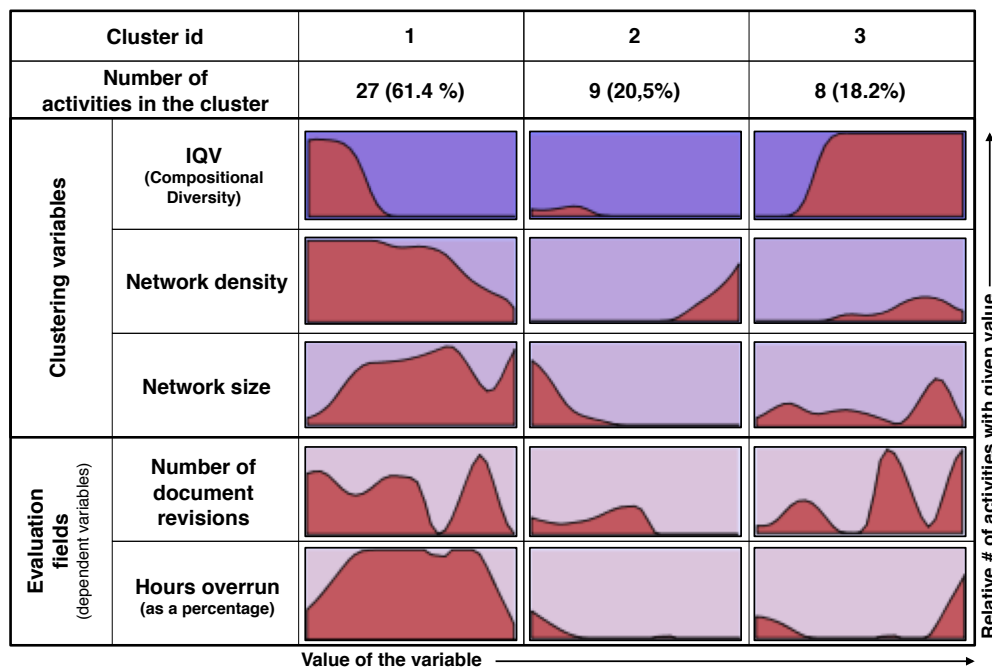 Cluster id 1 2 3
Number of
activities in the cluster 27 (61.4 %) 9 (20,5%) 8 (18.2%)
Clustering variables
IQV
(Compositional
Diversity)
Network density
Network size
Evaluation
fields
(dependent variables)
Number of
document
revisions
Hours overrun
(as a percentage)
Relative # of activities with given value
Value of the variable